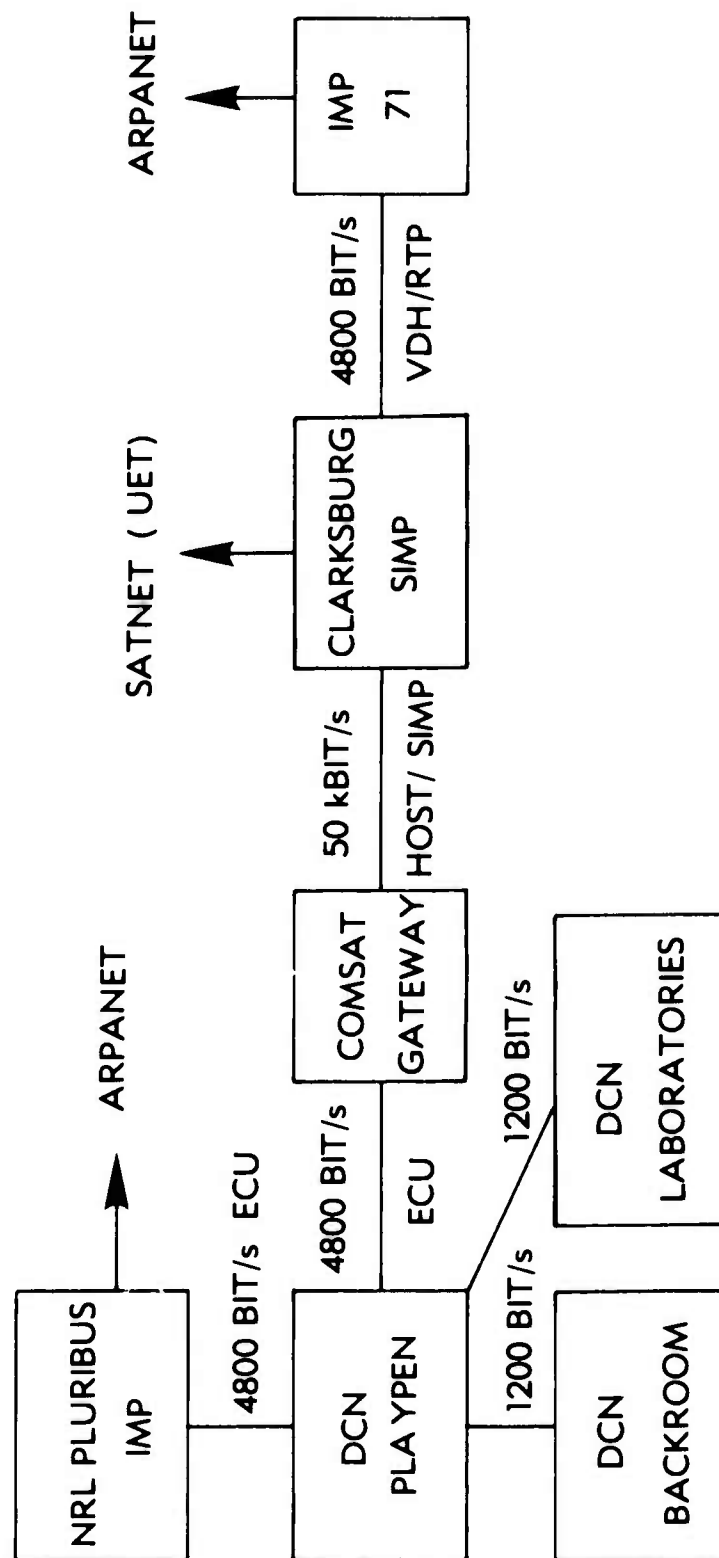 NRL PLURIBUS
IMP
ARPANET
4800 BIT/s ECU
DCN
PLAYPEN
4800 BIT/s
ECU
COMSAT
GATEWAY
50 kBIT/s
HOST/ SIMP
SATNET ( UET)
CLARKSBURG
SIMP
4800 BIT/s
VDH/RTP
ARPANET
IMP
71
1200 BIT/s
DCN
BACKROOM
1200 BIT/s
DCN
LABORATORIES